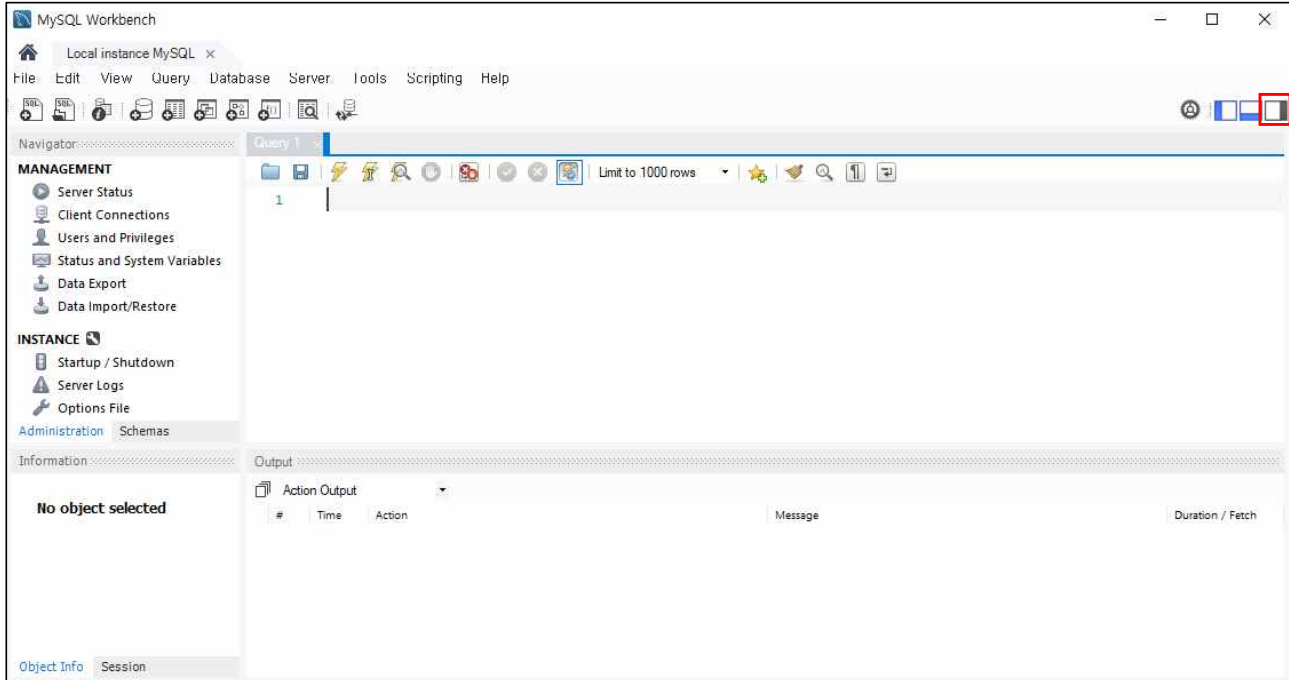 MySQL Workbench
Local instance MySQL
File Edit View Query Database Server Tools Scripting Help
SQL SQL
Navigator
Query 1
MANAGEMENT
Limit to 1000 rows
Server Status
1
Client Connections
Users and Privileges
Status and System Variables
Data Export
Data Import/Restore
INSTANCE
Startup / Shutdown
Server Logs
Options File
Administration Schemas
Information
Output
Action Output
No object selected
# Time Action Message Duration / Fetch
Object Info Session